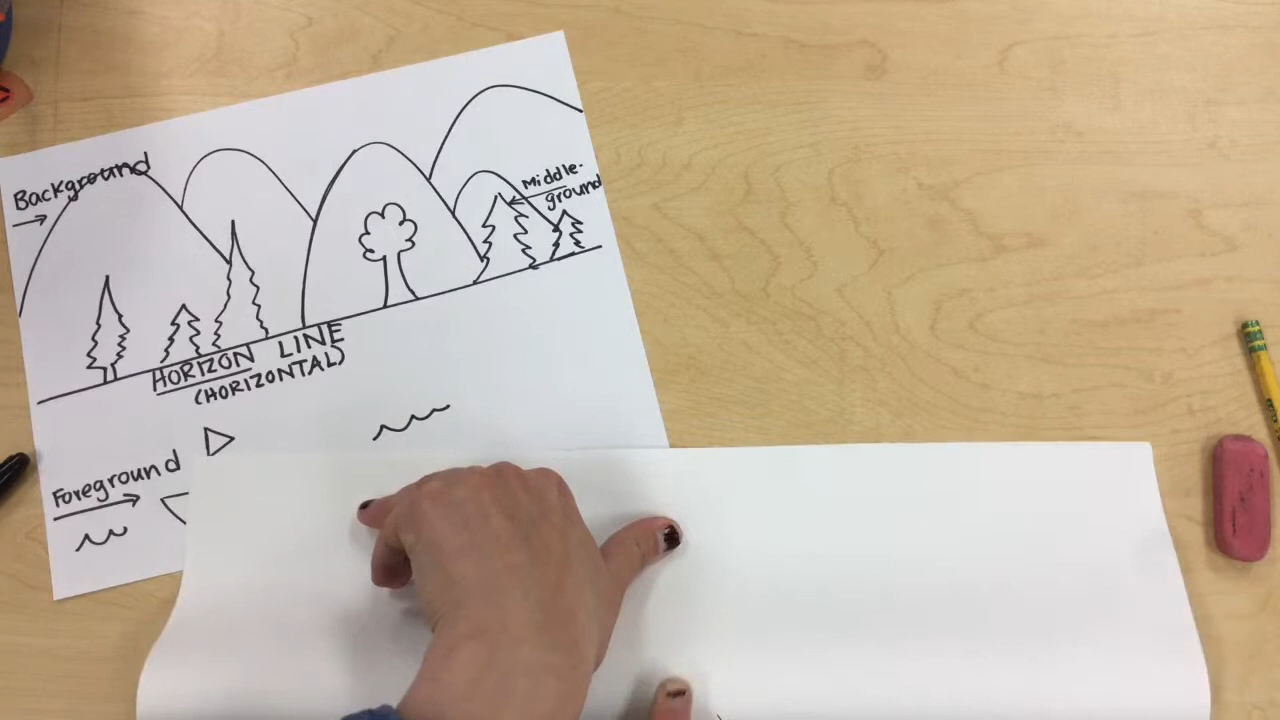 Background
Middle-
ground
HORIZON LINE
(HORIZONTAL)
Foreground